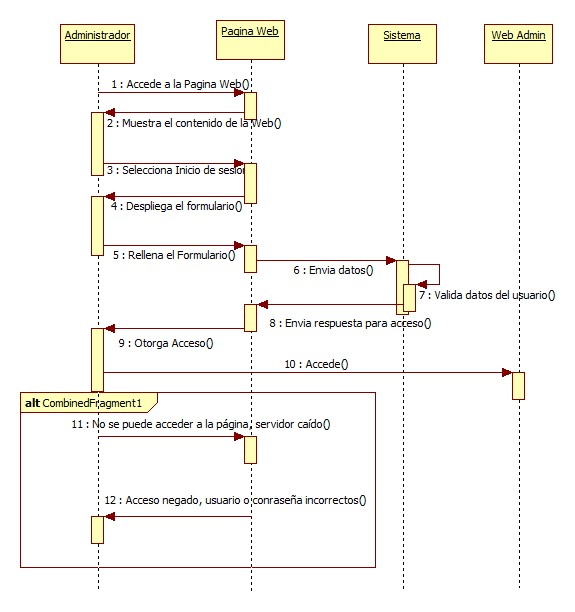 Administrador
Pagina Web
Sistema
Web Admin
1 : Accede a la Pagina Web()
2 : Muestra el contenido de la Web()
3 : Selecciona Inicio de sesion
4 : Despliega el formulario()
5 : Rellena el Formulario()
6 : Envia datos()
7 : Valida datos del usuario()
8 : Envia respuesta para acceso()
9 : Otorga Acceso()
10 : Accede()
alt CombinedFragment1
11 : No se puede acceder a la página, servidor caído()
12 : Acceso negado, usuario o conraseña incorrectos()